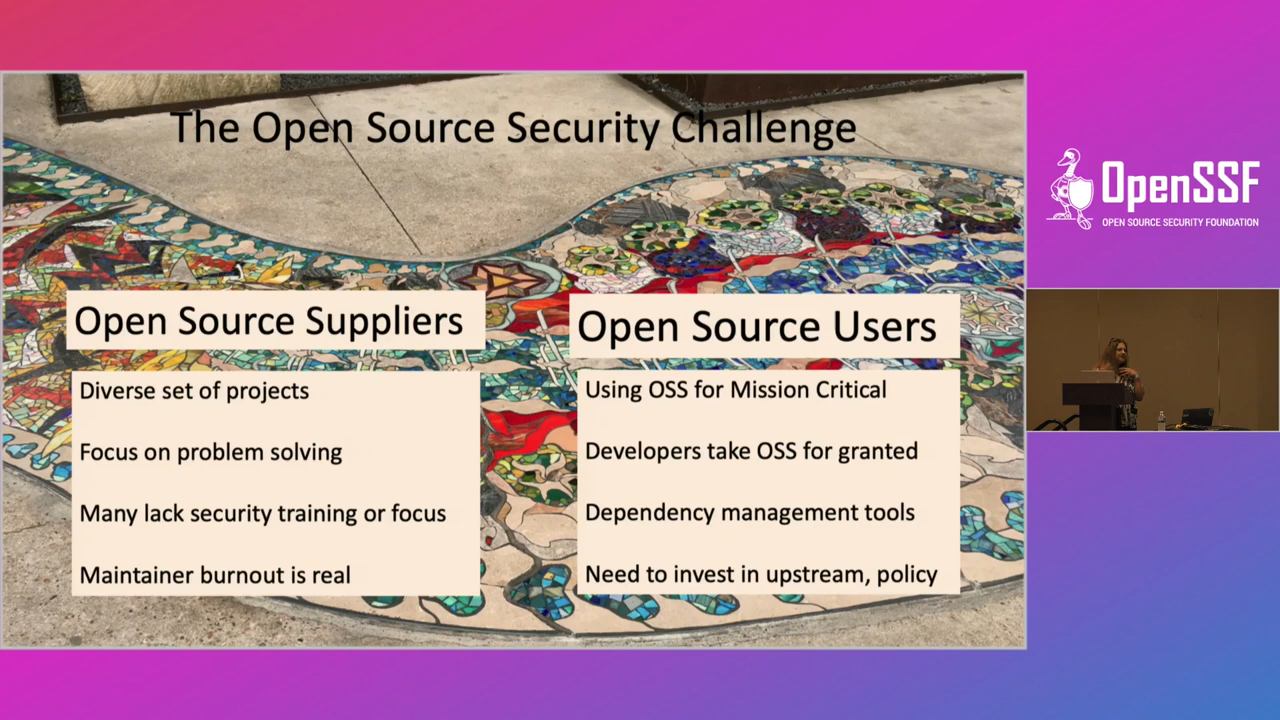 The Open Source Security Challenge
Open Source Suppliers
Diverse set of projects
Focus on problem solving
Many lack security training or focus
Maintainer burnout is real
Open Source Users
Using OSS for Mission Critical
Developers take OSS for granted
Dependency management tools
Need to invest in upstream, policy
OpenSSF
OPEN SOURCE SECURITY FOUNDATION